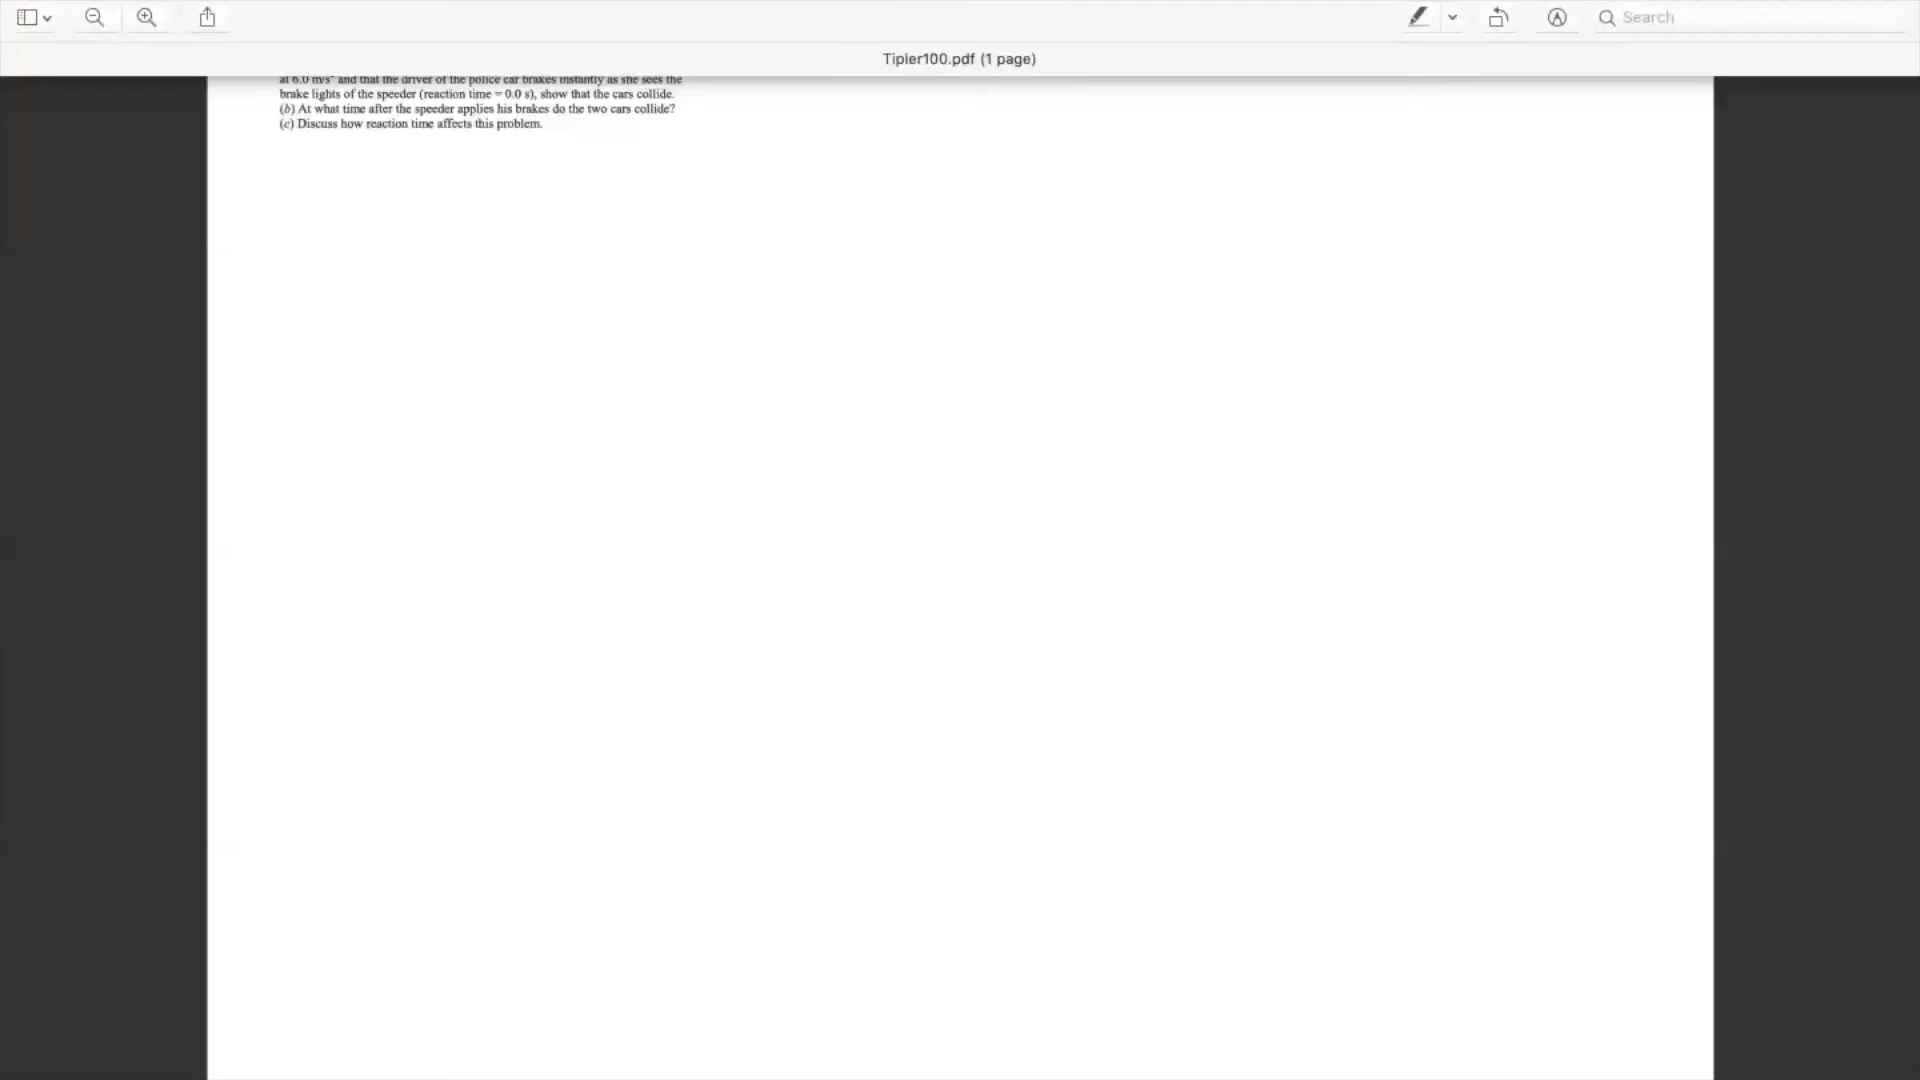 Search
Tipler100.pdf (1 page)
at 6.0 m/s² and that the driver of the police car brakes instantly as she sees the
brake lights of the speeder (reaction time = 0.0 s), show that the cars collide.
(b) At what time after the speeder applies his brakes do the two cars collide?
(c) Discuss how reaction time affects this problem.